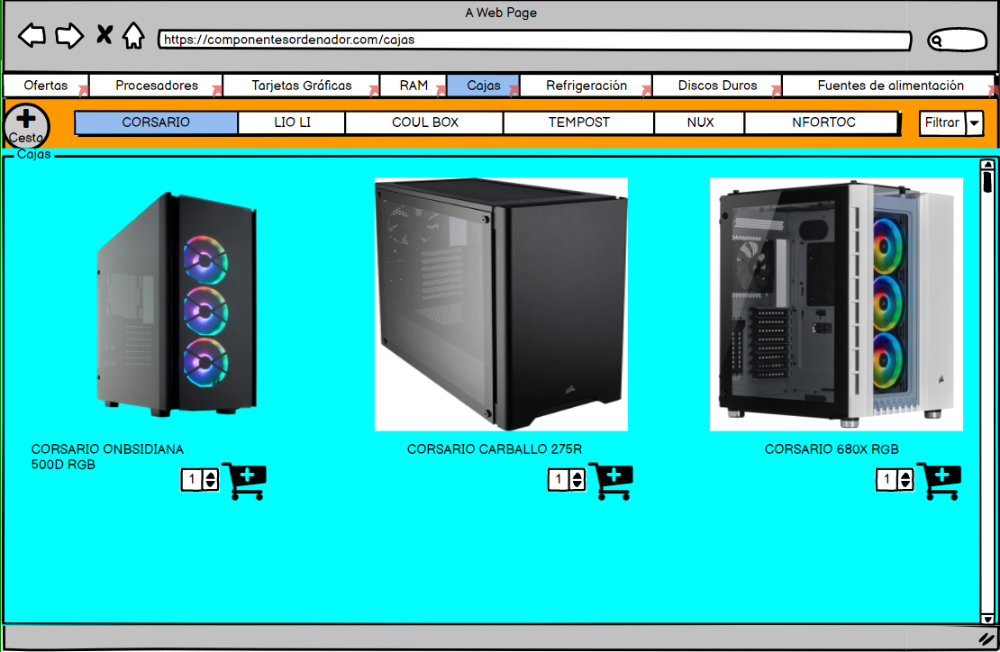 A Web Page
https://componentesordenador.com/cajas
Ofertas Procesadores Tarjetas Gráficas RAM Cajas Refrigeración Discos Duros Fuentes de alimentación
Cesta
CORSARIO LIO LI COUL BOX TEMPOST NUX NFORTOC Filtrar
Cajas
CORSARIO ONBSIDIANA
500D RGB
1
CORSARIO CARBALLO 275R
1
CORSARIO 680X RGB
1